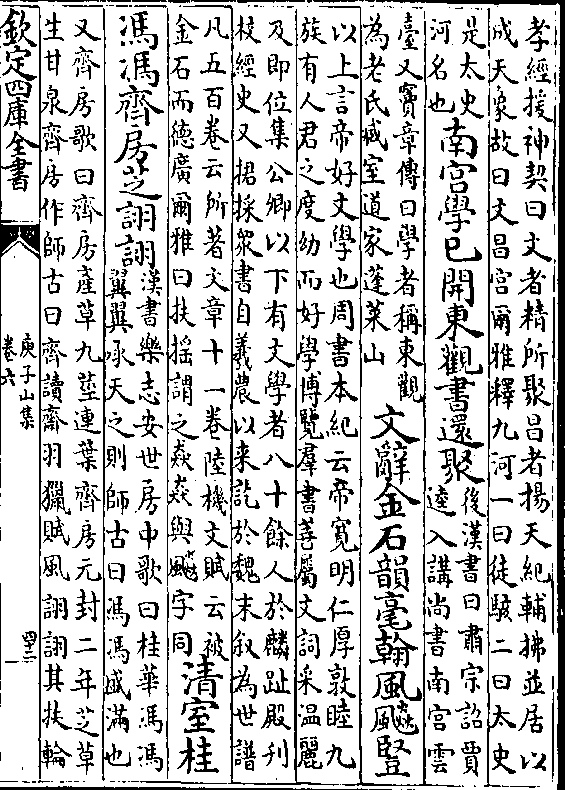 孝經援神契曰文者精所聚昌者揚天紀輔拂並居以
成天象故曰文昌宮爾雅釋九河一曰徒駭二曰太史
是太史
河名也
南宮學已開東觀書還聚
後漢書曰肅宗詔賈
逵入講尚書南宮雲
臺又竇章傳曰學者稱東觀
為老氏臧室道家蓬萊山
文辭金石韻毫翰風飈豎
以上言帝好文學也周書本紀云帝寛明仁厚敦睦九
族有人君之度幼而好學博覽羣書善屬文詞采温麗
及即位集公卿以下有文學者八十餘人於麟趾殿刋
校經史又捃採衆書自羲農以来訖於魏末叙為世譜
凡五百卷云所著文章十一卷陸機文賦云被
金石而德廣爾雅曰扶摇謂之猋猋與飈字同
清室桂
馮馮齊房芝詡詡
漢書樂志安世房中歌曰桂華馮馮
翼翼承天之則師古曰馮馮盛滿也
又齊房歌曰齊房產草九莖連葉齊房元封二年芝草
生甘泉齊房作師古曰齊讀齋羽獵賦風詡詡其扶輪
欽定四庫全書
庾子山集
卷六